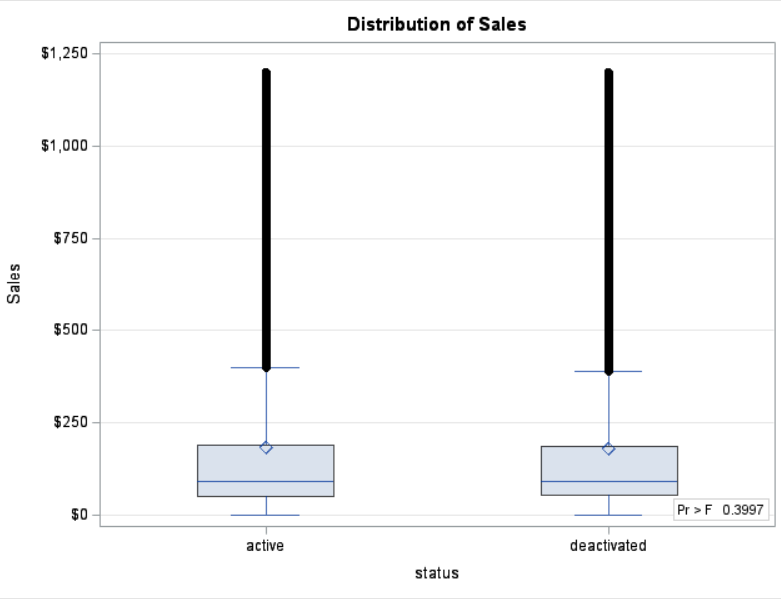 Distribution of Sales
$1,250
$1,000
$750
$500
$250
$0
Sales
Pr > F 0.3997
active deactivated
status